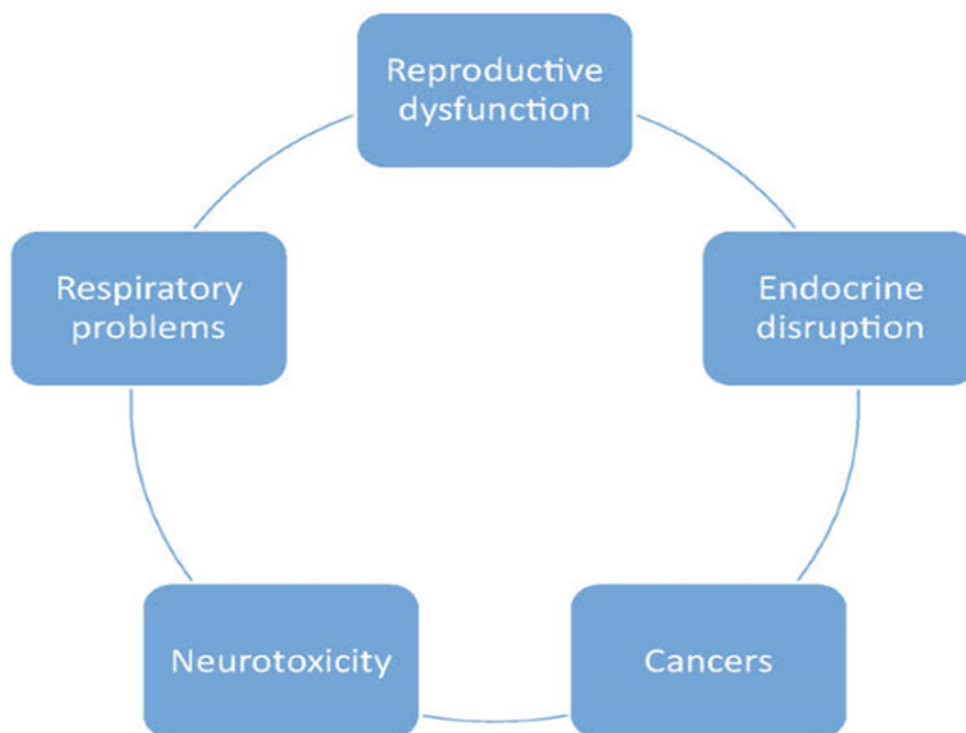 Reproductive
dysfunction
Endocrine
disruption
Cancers
Neurotoxicity
Respiratory
problems